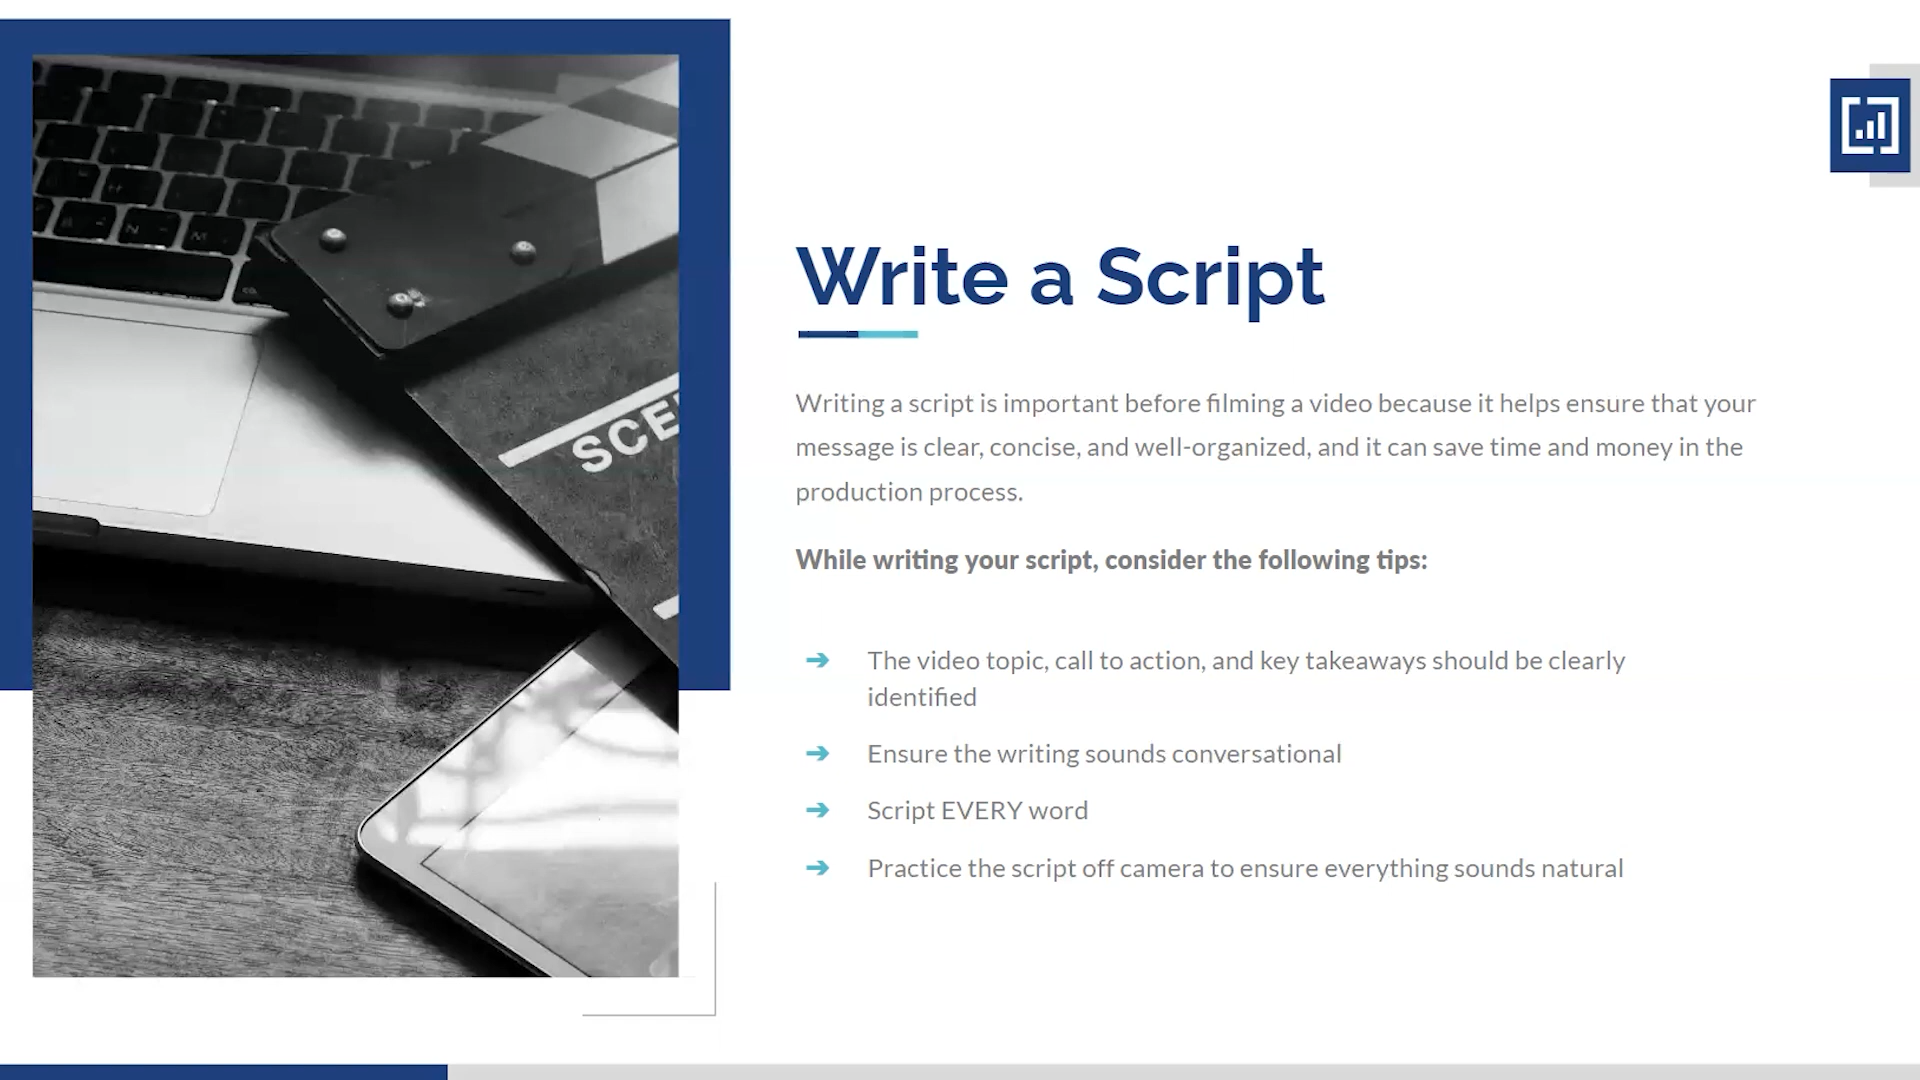 Write a Script
Writing a script is important before filming a video because it helps ensure that your
message is clear, concise, and well-organized, and it can save time and money in the
production process.
While writing your script, consider the following tips:
➔ The video topic, call to action, and key takeaways should be clearly
identified
➔ Ensure the writing sounds conversational
➔ Script EVERY word
➔ Practice the script off camera to ensure everything sounds natural
SCE